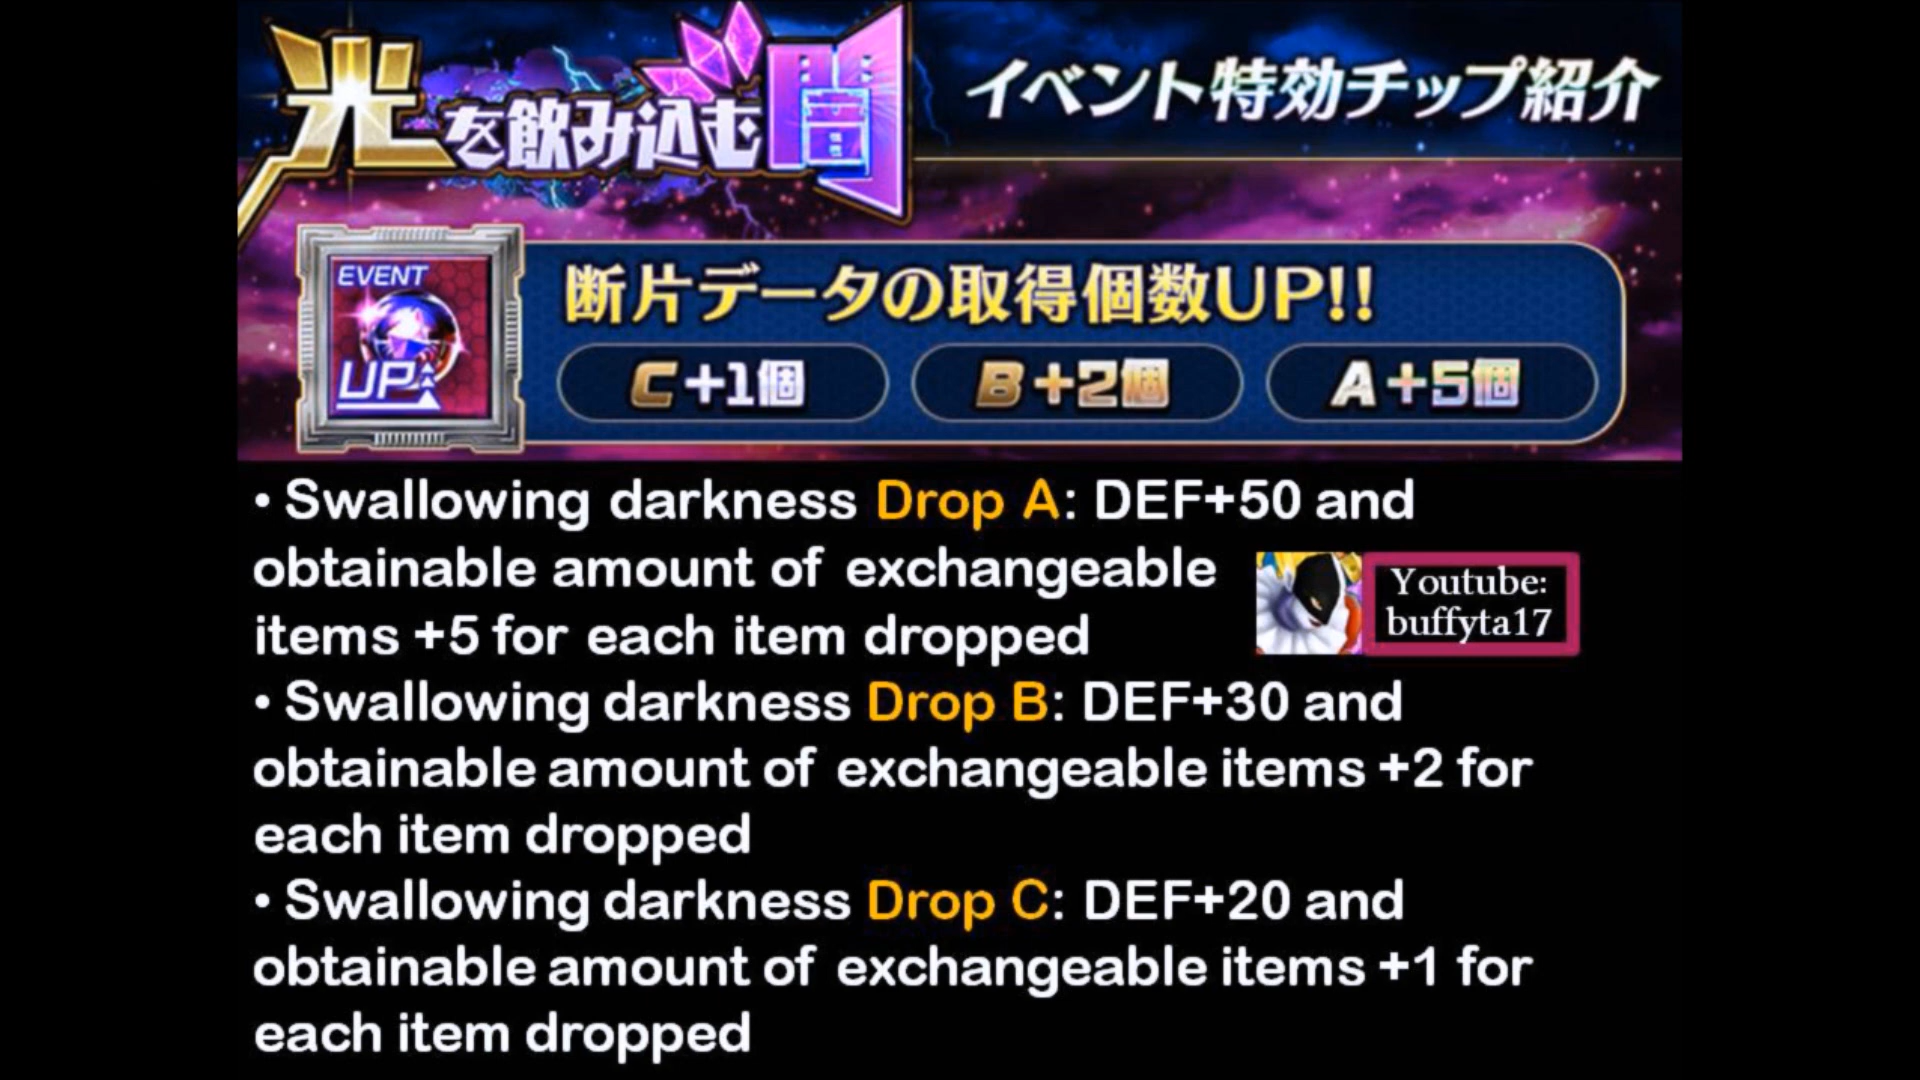 光を飲み込む闇
イベント特効チップ紹介
EVENT
UP
断片データの取得個数UP!!
C+1個
B+2個
A+5個
• Swallowing darkness Drop A: DEF+50 and
obtainable amount of exchangeable
items +5 for each item dropped
Youtube:
buffyta17
• Swallowing darkness Drop B: DEF+30 and
obtainable amount of exchangeable items +2 for
each item dropped
• Swallowing darkness Drop C: DEF+20 and
obtainable amount of exchangeable items +1 for
each item dropped